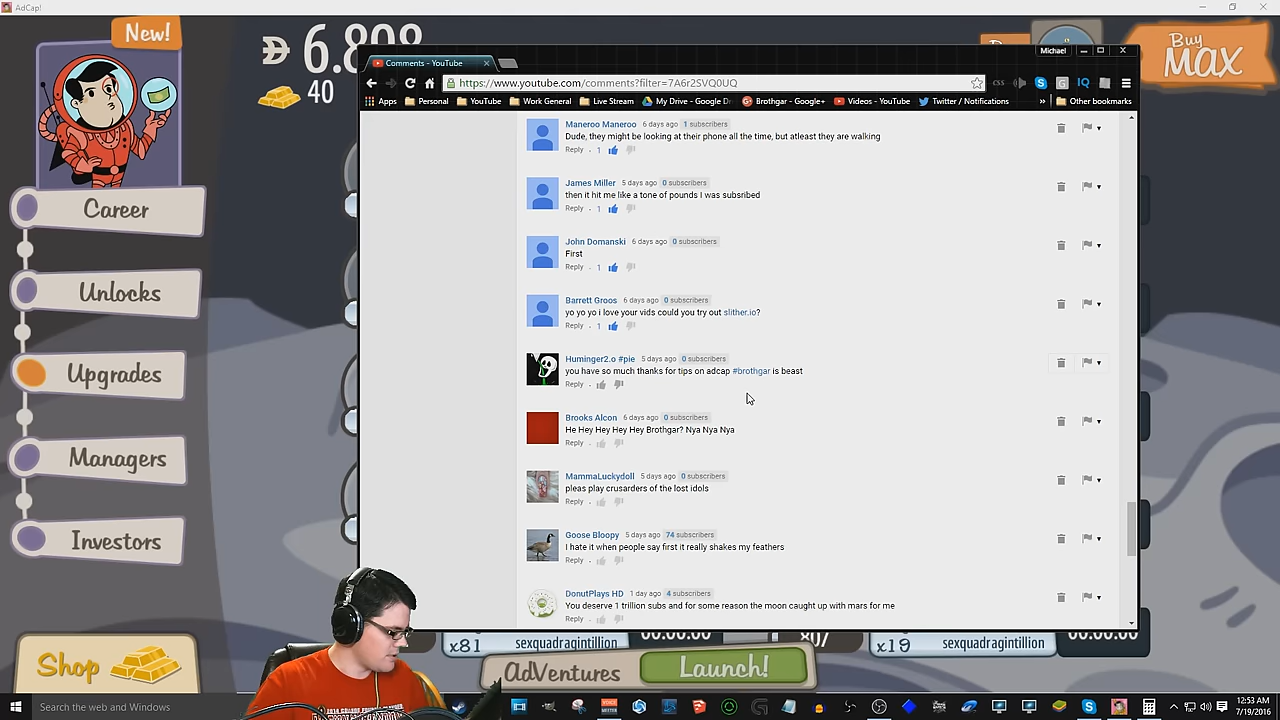 AdCap!
New!
6.808
40
Buy
MAX
Career
Unlocks
Upgrades
Managers
Investors
Shop
Michael
Comments - YouTube
https://www.youtube.com/comments?filter=7A6r2SVQ0UQ
css
IQ
Apps
Personal
YouTube
Work General
Live Stream
My Drive - Google D
Brothgar - Google+
Videos - YouTube
Twitter / Notifications
»
Other bookmarks
Maneroo Maneroo 6 days ago 1 subscribers
Dude, they might be looking at their phone all the time, but atleast they are walking
Reply · 1
James Miller 5 days ago 0 subscribers
then it hit me like a tone of pounds I was subsribed
Reply · 1
John Domanski 6 days ago 0 subscribers
First
Reply · 1
Barrett Groos 6 days ago 0 subscribers
yo yo yo i love your vids could you try out slither.io?
Reply · 1
Huminger2.o #pie 5 days ago 0 subscribers
you have so much thanks for tips on adcap #brothgar is beast
Reply ·
Brooks Alcon 6 days ago 0 subscribers
He Hey Hey Hey Hey Brothgar? Nya Nya Nya
Reply ·
MammaLuckydoll 5 days ago 0 subscribers
pleas play crusarders of the lost idols
Reply ·
Goose Bloopy 5 days ago 74 subscribers
I hate it when people say first it really shakes my feathers
Reply ·
DonutPlays HD 1 day ago 4 subscribers
You deserve 1 trillion subs and for some reason the moon caught up with mars for me
Reply ·
x81
sexquadragintillion
00:00:00
807
x19
sexquadragintillion
00:00:00
AdVentures
Launch!
Search the web and Windows
12:53 AM
7/19/2016